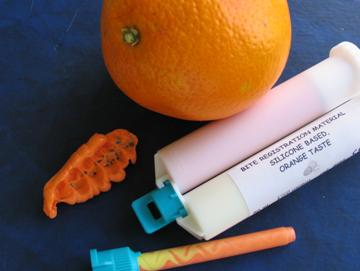 BITE REGISTRATION MATERIAL
SILICONE BASED,
ORANGE TASTE